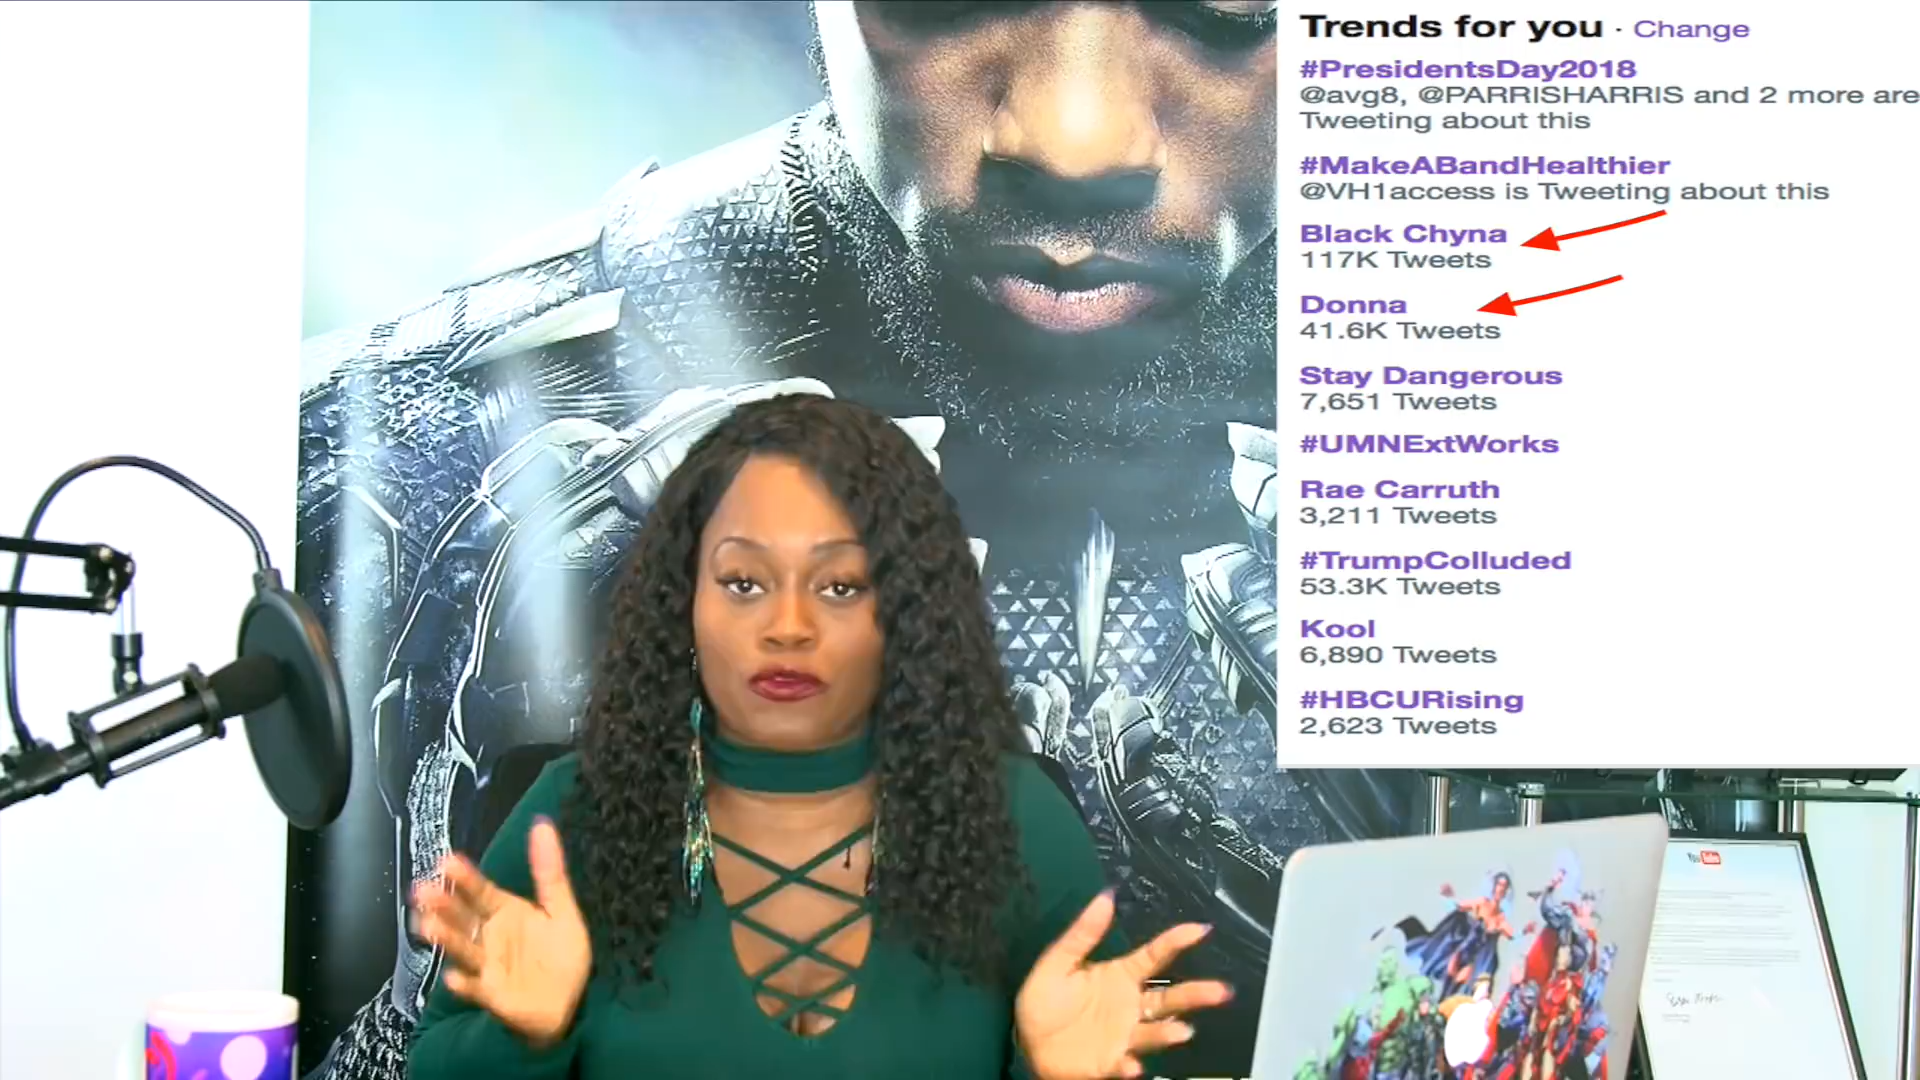 Trends for you · Change
#PresidentsDay2018
@avg8, @PARRISHARRIS and 2 more are
Tweeting about this
#MakeABandHealthier
@VH1access is Tweeting about this
Black Chyna
117K Tweets
Donna
41.6K Tweets
Stay Dangerous
7,651 Tweets
#UMNExtWorks
Rae Carruth
3,211 Tweets
#TrumpColluded
53.3K Tweets
Kool
6,890 Tweets
#HBCURising
2,623 Tweets
YouTube